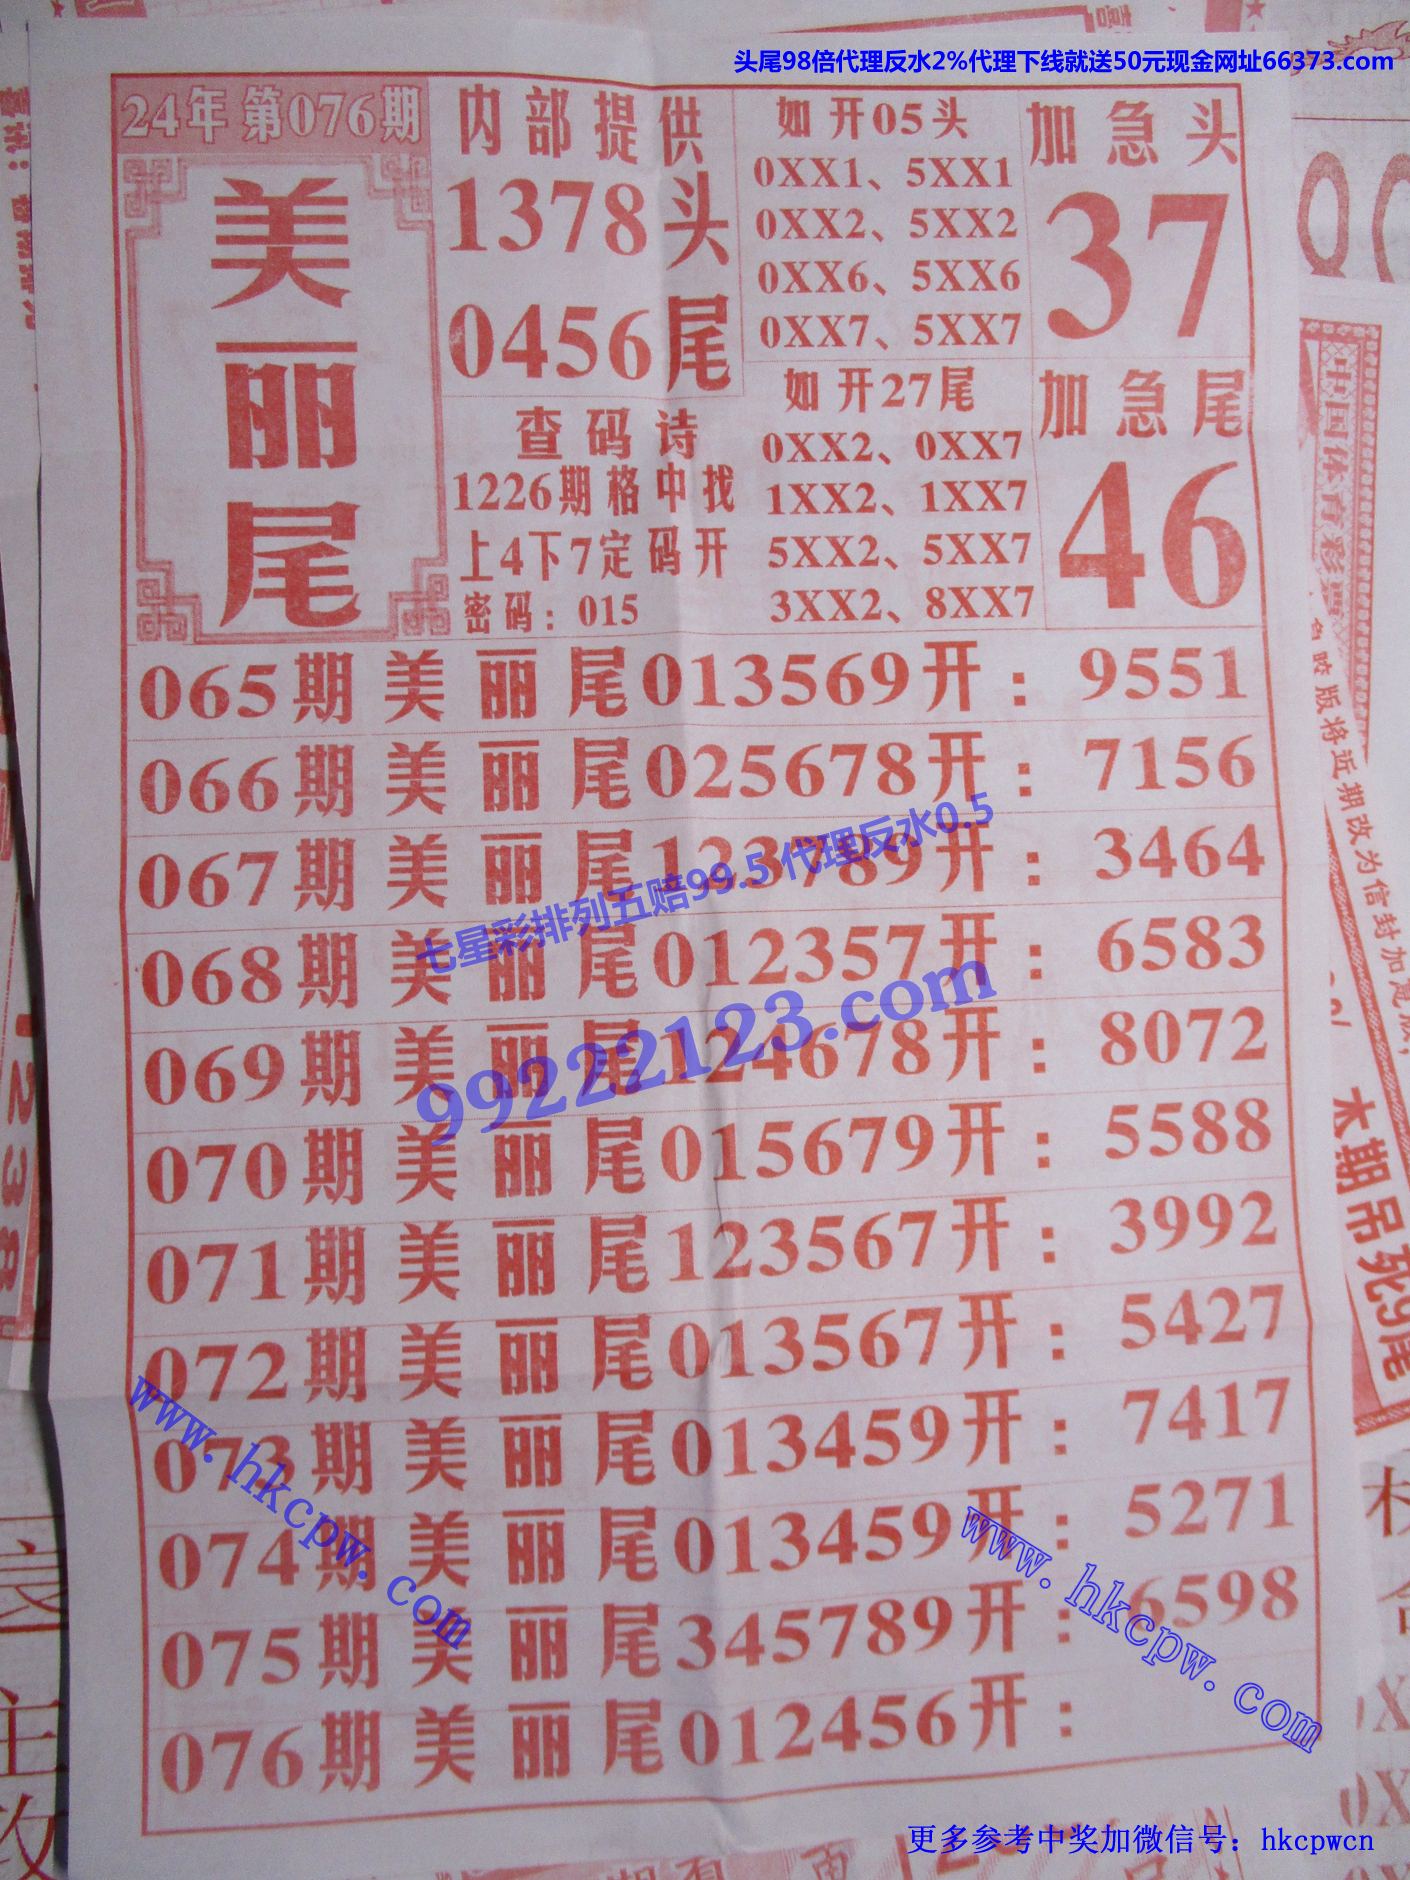 头尾98倍代理反水2%代理下线就送50元现金网址66373.com
24年 第076期
美丽尾
内部提供
1378头
0456尾
查码诗
1226期格中找
上4下7定码开
密码：015
如开05头
0XX1、5XX1
0XX2、5XX2
0XX6、5XX6
0XX7、5XX7
如开27尾
0XX2、0XX7
1XX2、1XX7
5XX2、5XX7
3XX2、8XX7
加急头
37
加急尾
46
065期美丽尾013569开：9551
066期美丽尾025678开：7156
067期美丽尾123789开：3464
068期美丽尾012357开：6583
069期美丽尾124678开：8072
070期美丽尾015679开：5588
071期美丽尾123567开：3992
072期美丽尾013567开：5427
073期美丽尾013459开：7417
074期美丽尾013459开：5271
075期美丽尾345789开：6598
076期美丽尾012456开：
七星彩排列五赔99.5 代理反水0.5
99222123.com
www.hkcpw.com
www.hkcpw.com
中国体育彩票
版将近期改为信封加
本期吊死9尾
1238
更多参考中奖加微信号：hkcpwcn